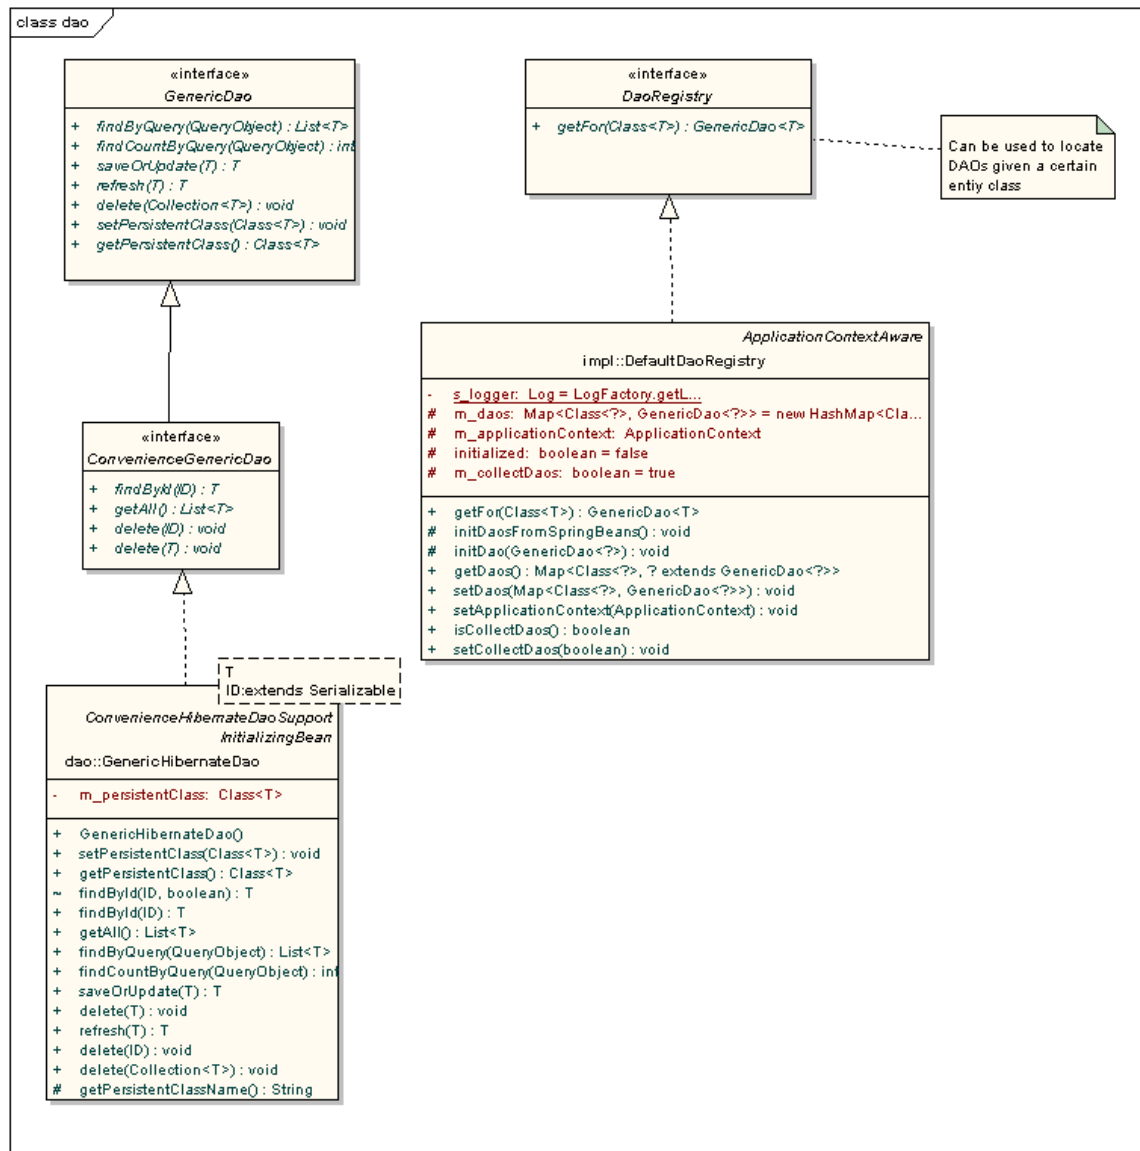 class dao
«interface»
GenericDao
+ findByQuery(QueryObject) : List<T>
+ findCountByQuery(QueryObject) : int
+ saveOrUpdate(T) : T
+ refresh(T) : T
+ delete(Collection<T>) : void
+ setPersistentClass(Class<T>) : void
+ getPersistentClass() : Class<T>
«interface»
DaoRegistry
+ getFor(Class<T>) : GenericDao<T>
Can be used to locate
DAOs given a certain
entiy class
«interface»
ConvenienceGenericDao
+ findById(ID) : T
+ getAll() : List<T>
+ delete(ID) : void
+ delete(T) : void
ApplicationContextAware
impl::DefaultDaoRegistry
- s_logger: Log = LogFactory.getL...
# m_daos: Map<Class<?>, GenericDao<?>> = new HashMap<Cla...
# m_applicationContext: ApplicationContext
# initialized: boolean = false
# m_collectDaos: boolean = true
+ getFor(Class<T>) : GenericDao<T>
# initDaosFromSpringBeans() : void
# initDao(GenericDao<?>) : void
+ getDaos() : Map<Class<?>, ? extends GenericDao<?>>
+ setDaos(Map<Class<?>, GenericDao<?>>) : void
+ setApplicationContext(ApplicationContext) : void
+ isCollectDaos() : boolean
+ setCollectDaos(boolean) : void
T
ID:extends Serializable
ConvenienceHibernateDaoSupport
InitializingBean
dao::GenericHibernateDao
- m_persistentClass: Class<T>
+ GenericHibernateDao()
+ setPersistentClass(Class<T>) : void
+ getPersistentClass() : Class<T>
~ findById(ID, boolean) : T
+ findById(ID) : T
+ getAll() : List<T>
+ findByQuery(QueryObject) : List<T>
+ findCountByQuery(QueryObject) : int
+ saveOrUpdate(T) : T
+ delete(T) : void
+ refresh(T) : T
+ delete(ID) : void
+ delete(Collection<T>) : void
# getPersistentClassName() : String